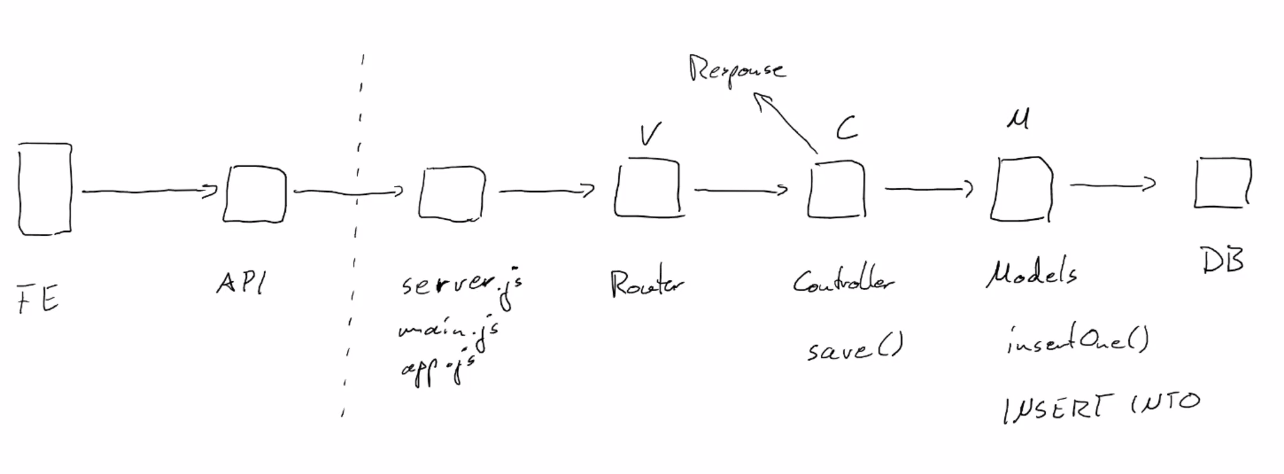 Response
V
C
M
FE
API
server.js
main.js
app.js
Router
Controller
save()
Models
insertOne()
INSERT INTO
DB